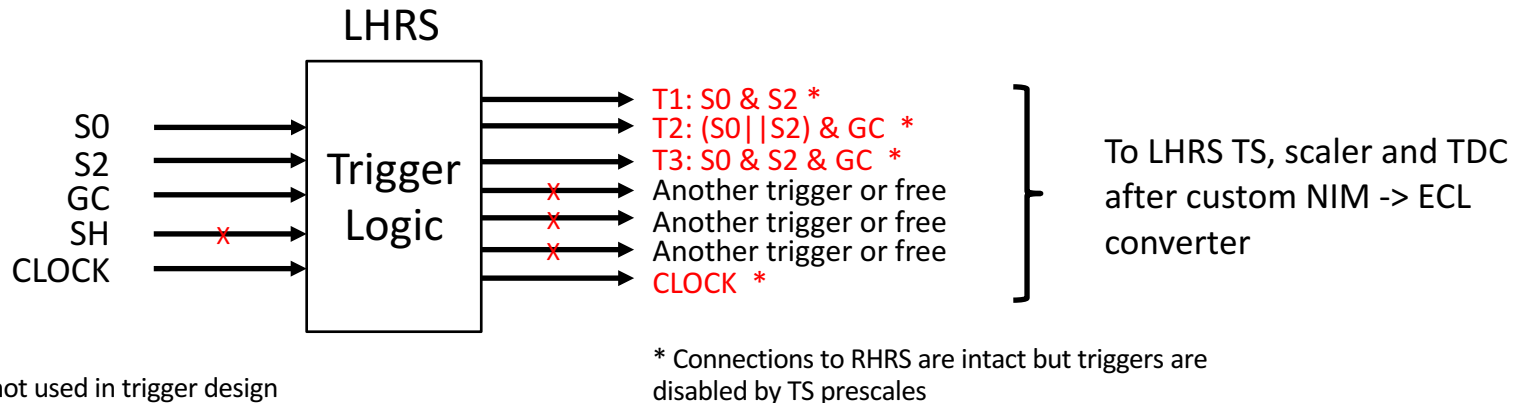 LHRS
S0
S2
GC
SH
CLOCK
x
Trigger
Logic
T1: S0 & S2 *
T2: (S0||S2) & GC *
T3: S0 & S2 & GC *
x
Another trigger or free
x
Another trigger or free
x
Another trigger or free
CLOCK *
To LHRS TS, scaler and TDC
after custom NIM -> ECL
converter
* Connections to RHRS are intact but triggers are
disabled by TS prescales
not used in trigger design